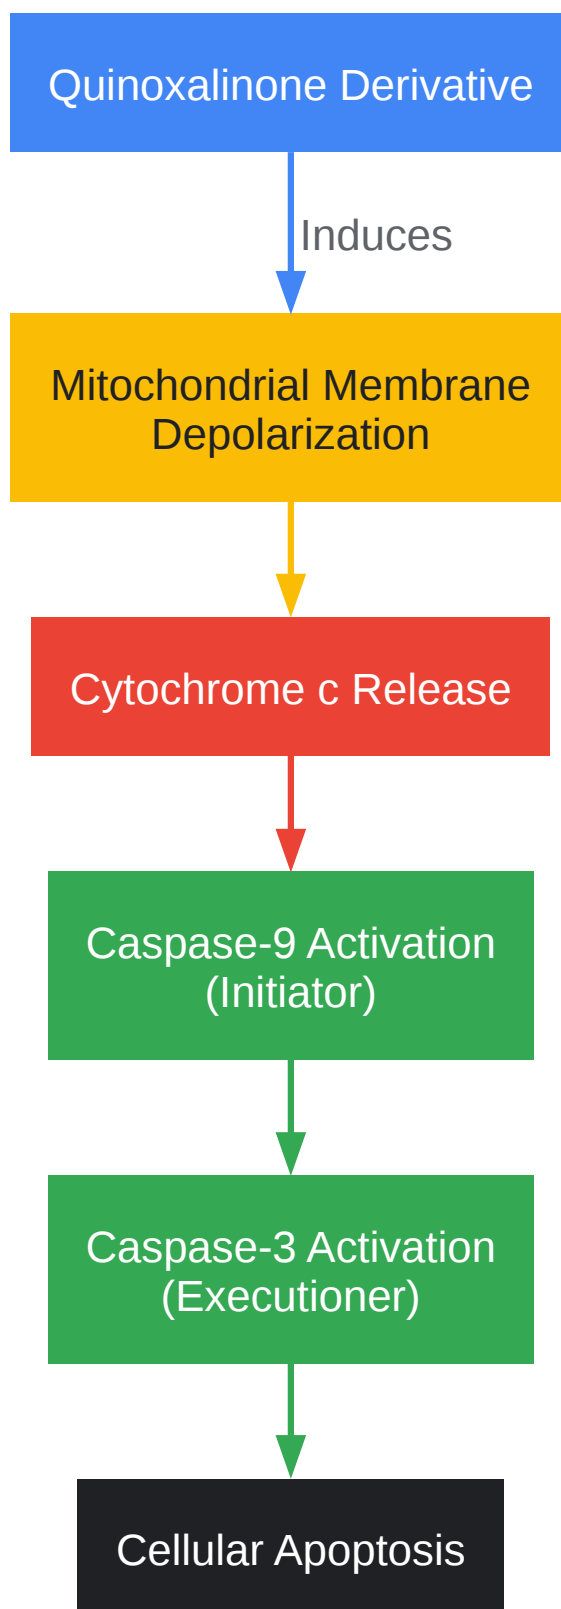 Quinoxalinone Derivative
Induces
Mitochondrial Membrane
Depolarization
Cytochrome c Release
Caspase-9 Activation
(Initiator)
Caspase-3 Activation
(Executioner)
Cellular Apoptosis